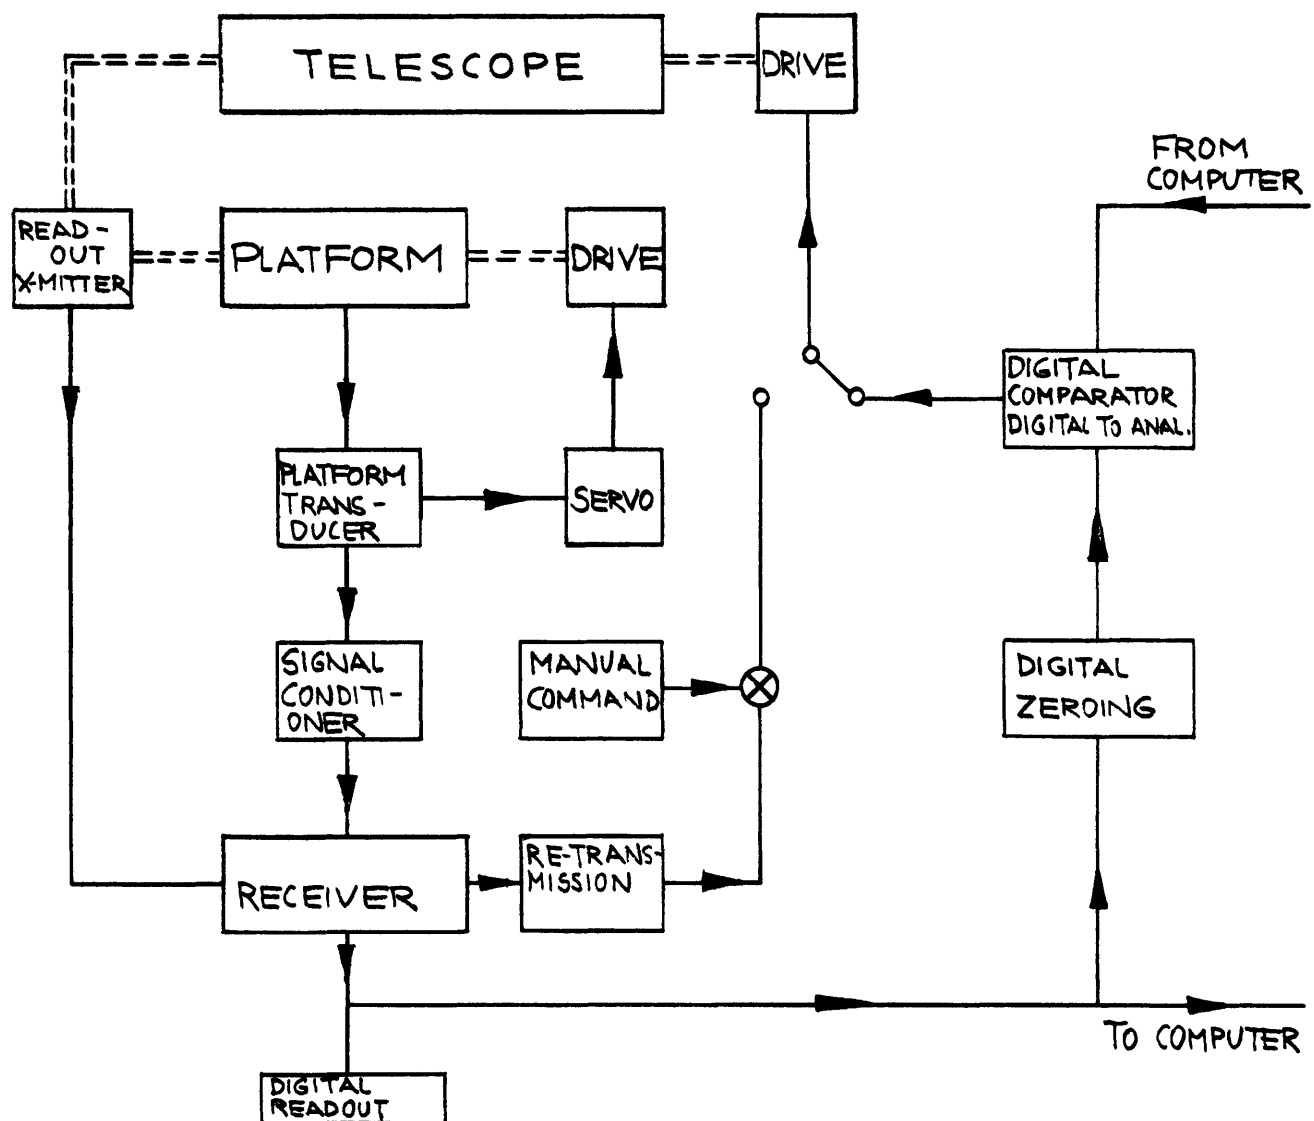 TELESCOPE
DRIVE
FROM
COMPUTER
READ-
OUT
X-MITTER
PLATFORM
DRIVE
DIGITAL
COMPARATOR
DIGITAL TO ANAL.
PLATFORM
TRANS-
DUCER
SERVO
SIGNAL
CONDITI-
ONER
MANUAL
COMMAND
DIGITAL
ZEROING
RECEIVER
RE-TRANS-
MISSION
TO COMPUTER
DIGITAL
READOUT